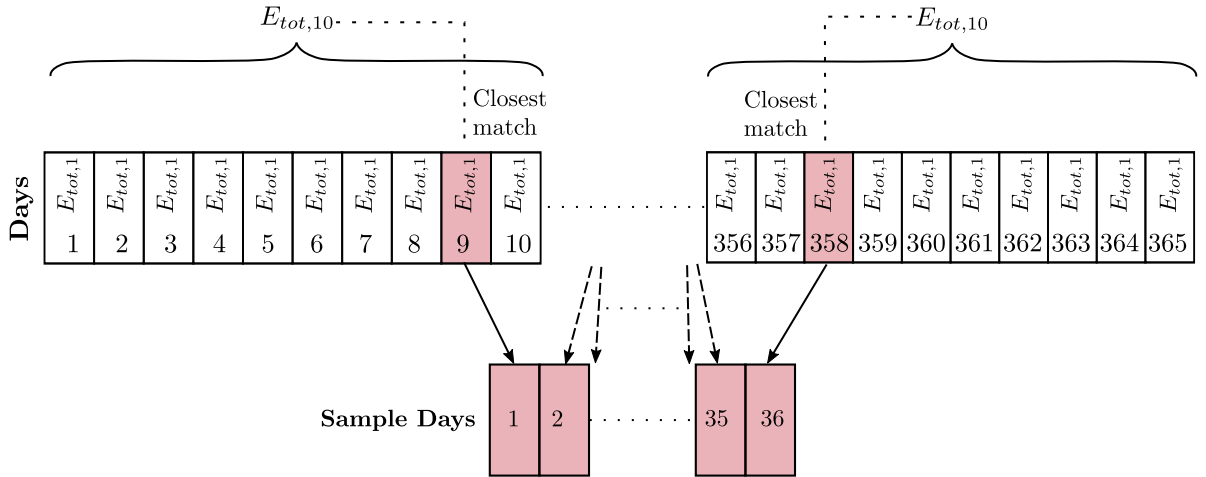 E_{tot,10} E_{tot,10}
Closest
match
Closest
match
Days
E_{tot,1} E_{tot,1} E_{tot,1} E_{tot,1} E_{tot,1} E_{tot,1} E_{tot,1} E_{tot,1} E_{tot,1} E_{tot,1}
1 2 3 4 5 6 7 8 9 10
E_{tot,1} E_{tot,1} E_{tot,1} E_{tot,1} E_{tot,1} E_{tot,1} E_{tot,1} E_{tot,1} E_{tot,1} E_{tot,1}
356 357 358 359 360 361 362 363 364 365
Sample Days 1 2 35 36